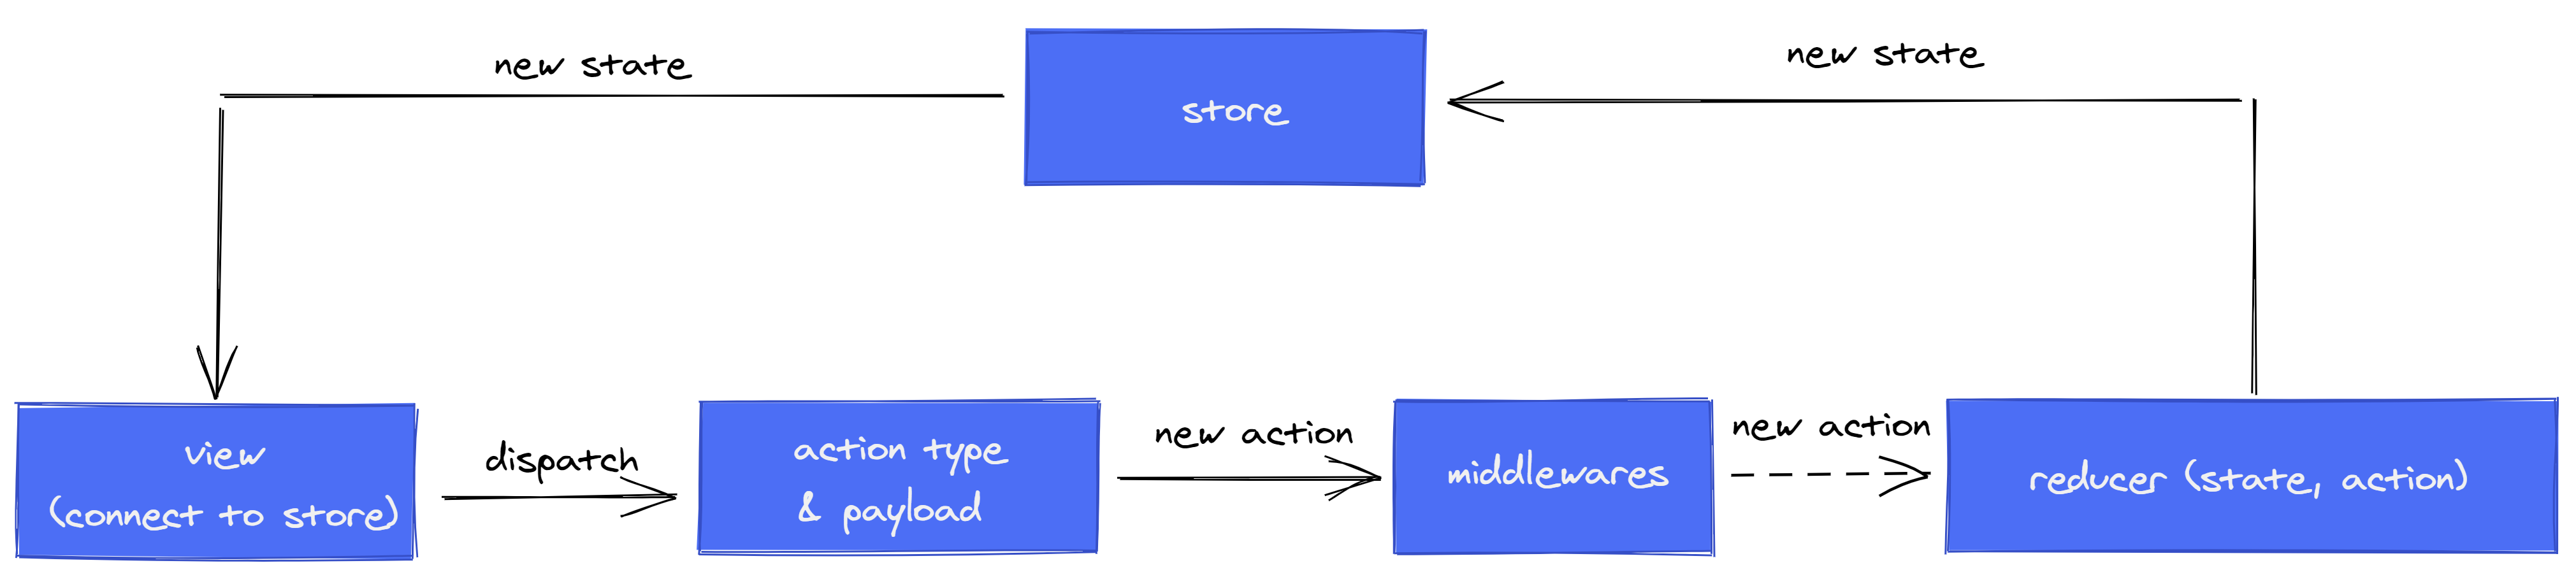 new state
store
new state
view
(connect to store)
dispatch
action type
& payload
new action
middlewares
new action
reducer (state, action)